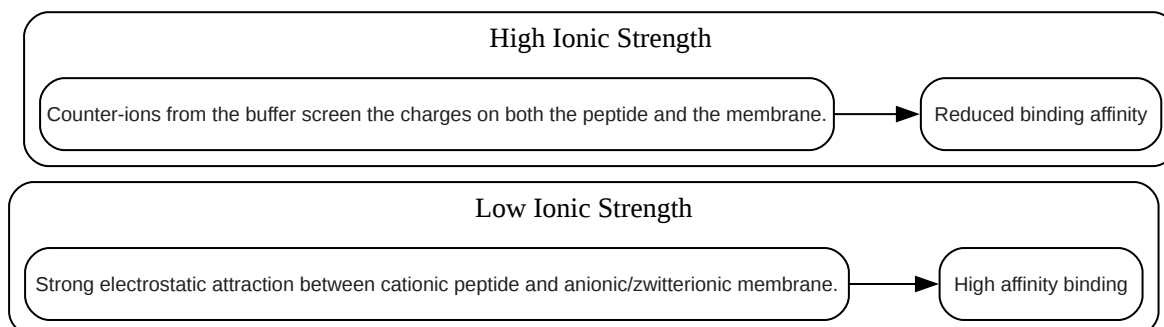 High Ionic Strength
Counter-ions from the buffer screen the charges on both the peptide and the membrane.
Reduced binding affinity
Low Ionic Strength
Strong electrostatic attraction between cationic peptide and anionic/zwitterionic membrane.
High affinity binding